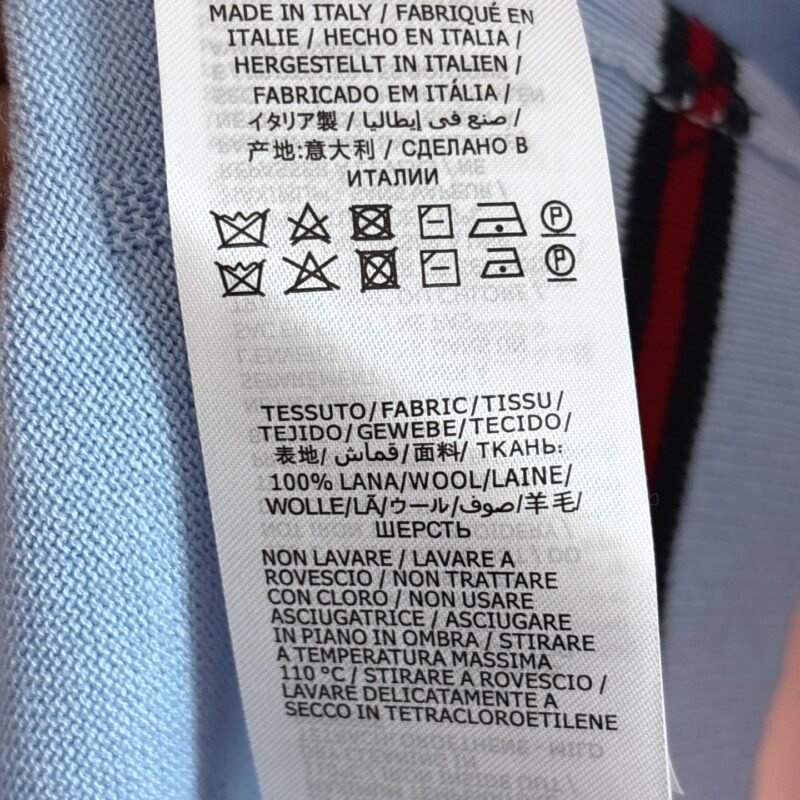 MADE IN ITALY / FABRIQUÉ EN
ITALIE / HECHO EN ITALIA /
HERGESTELLT IN ITALIEN /
FABRICADO EM ITÁLIA /
イタリア製 / صنع في إيطاليا /
产地:意大利 / СДЕЛАНО В
ИТАЛИИ
P
P
TESSUTO/FABRIC/TISSU/
TEJIDO/GEWEBE/TECIDO/
表地/ قماش/面料/ ТКАНЬ:
100% LANA/WOOL/LAINE/
WOLLE/LÃ/ウール/صوف/羊毛/
ШЕРСТЬ
NON LAVARE / LAVARE A
ROVESCIO / NON TRATTARE
CON CLORO / NON USARE
ASCIUGATRICE / ASCIUGARE
IN PIANO IN OMBRA / STIRARE
A TEMPERATURA MASSIMA
110 °C / STIRARE A ROVESCIO /
LAVARE DELICATAMENTE A
SECCO IN TETRACLOROETILENE